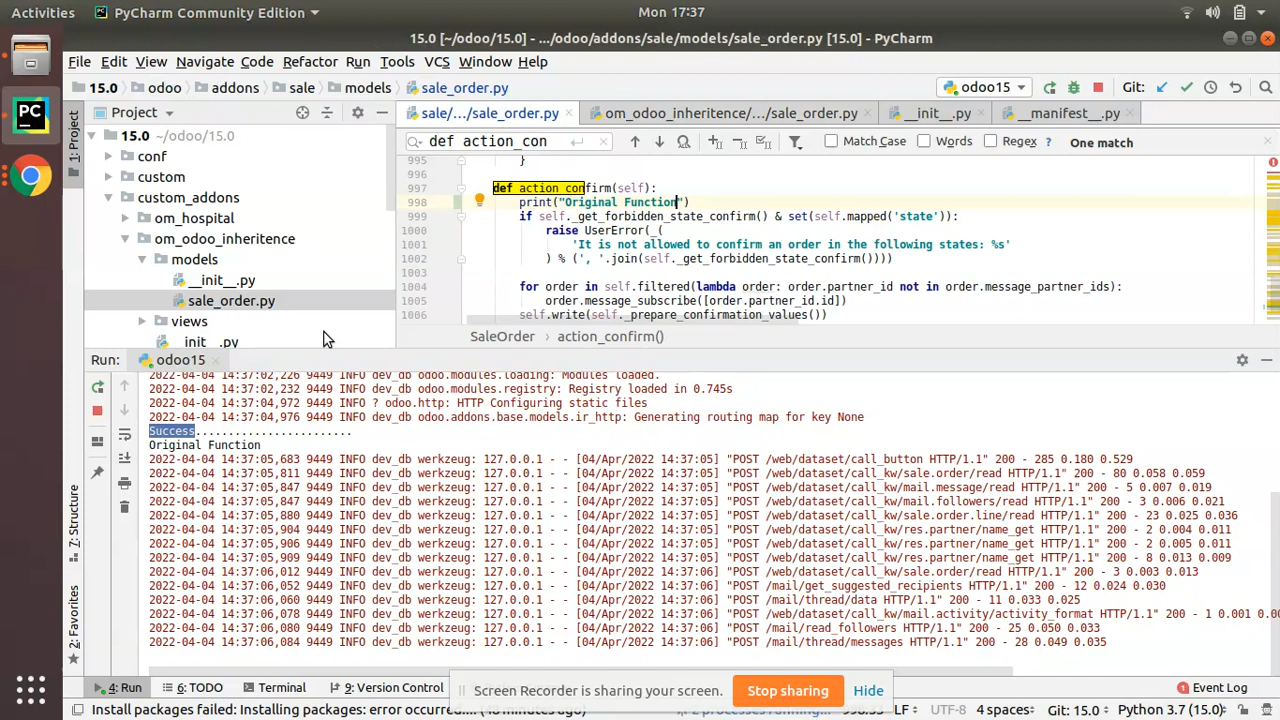 Activities PyCharm Community Edition Mon 17:37
15.0 [~/odoo/15.0] - .../odoo/addons/sale/models/sale_order.py [15.0] - PyCharm
File Edit View Navigate Code Refactor Run Tools VCS Window Help
15.0 odoo addons sale models sale_order.py odoo15 Git:
1: Project
Project
sale/.../sale_order.py om_odoo_inheritence/.../sale_order.py __init__.py __manifest__.py
def action_con Match Case Words Regex One match
15.0 ~/odoo/15.0
conf
custom
custom_addons
om_hospital
om_odoo_inheritence
models
__init__.py
sale_order.py
views
__init__.py
995 }
997 def action_confirm(self):
998 print("Original Function")
999 if self._get_forbidden_state_confirm() & set(self.mapped('state')):
1000 raise UserError(_(
1001 'It is not allowed to confirm an order in the following states: %s'
1002 ) % (', '.join(self._get_forbidden_state_confirm())))
1003
1004 for order in self.filtered(lambda order: order.partner_id not in order.message_partner_ids):
1005 order.message_subscribe([order.partner_id.id])
1006 self.write(self._prepare_confirmation_values())
SaleOrder action_confirm()
Run: odoo15
2022-04-04 14:37:02,226 9449 INFO dev_db odoo.modules.loading: Modules loaded.
2022-04-04 14:37:02,232 9449 INFO dev_db odoo.modules.registry: Registry loaded in 0.745s
2022-04-04 14:37:04,972 9449 INFO ? odoo.http: HTTP Configuring static files
2022-04-04 14:37:04,976 9449 INFO dev_db odoo.addons.base.models.ir_http: Generating routing map for key None
Success........................
Original Function
2022-04-04 14:37:05,683 9449 INFO dev_db werkzeug: 127.0.0.1 - - [04/Apr/2022 14:37:05] "POST /web/dataset/call_button HTTP/1.1" 200 - 285 0.180 0.529
2022-04-04 14:37:05,811 9449 INFO dev_db werkzeug: 127.0.0.1 - - [04/Apr/2022 14:37:05] "POST /web/dataset/call_kw/sale.order/read HTTP/1.1" 200 - 80 0.058 0.059
2022-04-04 14:37:05,847 9449 INFO dev_db werkzeug: 127.0.0.1 - - [04/Apr/2022 14:37:05] "POST /web/dataset/call_kw/mail.message/read HTTP/1.1" 200 - 5 0.007 0.019
2022-04-04 14:37:05,847 9449 INFO dev_db werkzeug: 127.0.0.1 - - [04/Apr/2022 14:37:05] "POST /web/dataset/call_kw/mail.followers/read HTTP/1.1" 200 - 3 0.006 0.021
2022-04-04 14:37:05,880 9449 INFO dev_db werkzeug: 127.0.0.1 - - [04/Apr/2022 14:37:05] "POST /web/dataset/call_kw/sale.order.line/read HTTP/1.1" 200 - 23 0.025 0.036
2022-04-04 14:37:05,904 9449 INFO dev_db werkzeug: 127.0.0.1 - - [04/Apr/2022 14:37:05] "POST /web/dataset/call_kw/res.partner/name_get HTTP/1.1" 200 - 2 0.004 0.011
2022-04-04 14:37:05,905 9449 INFO dev_db werkzeug: 127.0.0.1 - - [04/Apr/2022 14:37:05] "POST /web/dataset/call_kw/res.partner/name_get HTTP/1.1" 200 - 2 0.005 0.011
2022-04-04 14:37:05,909 9449 INFO dev_db werkzeug: 127.0.0.1 - - [04/Apr/2022 14:37:05] "POST /web/dataset/call_kw/res.partner/name_get HTTP/1.1" 200 - 8 0.013 0.009
2022-04-04 14:37:06,012 9449 INFO dev_db werkzeug: 127.0.0.1 - - [04/Apr/2022 14:37:06] "POST /web/dataset/call_kw/sale.order/read HTTP/1.1" 200 - 3 0.003 0.013
2022-04-04 14:37:06,052 9449 INFO dev_db werkzeug: 127.0.0.1 - - [04/Apr/2022 14:37:06] "POST /mail/get_suggested_recipients HTTP/1.1" 200 - 12 0.024 0.030
2022-04-04 14:37:06,060 9449 INFO dev_db werkzeug: 127.0.0.1 - - [04/Apr/2022 14:37:06] "POST /mail/thread/data HTTP/1.1" 200 - 11 0.033 0.025
2022-04-04 14:37:06,078 9449 INFO dev_db werkzeug: 127.0.0.1 - - [04/Apr/2022 14:37:06] "POST /web/dataset/call_kw/mail.activity/activity_format HTTP/1.1" 200 - 1 0.001 0.00
2022-04-04 14:37:06,083 9449 INFO dev_db werkzeug: 127.0.0.1 - - [04/Apr/2022 14:37:06] "POST /mail/read_followers HTTP/1.1" 200 - 25 0.050 0.033
2022-04-04 14:37:06,084 9449 INFO dev_db werkzeug: 127.0.0.1 - - [04/Apr/2022 14:37:06] "POST /mail/thread/messages HTTP/1.1" 200 - 28 0.049 0.035
7: Structure
2: Favorites
4: Run 6: TODO Terminal 9: Version Control Event Log
Screen Recorder is sharing your screen. Stop sharing Hide
Install packages failed: Installing packages: error occurred.... 2 processes running... LF UTF-8 4 spaces Git: 15.0 Python 3.7 (15.0)